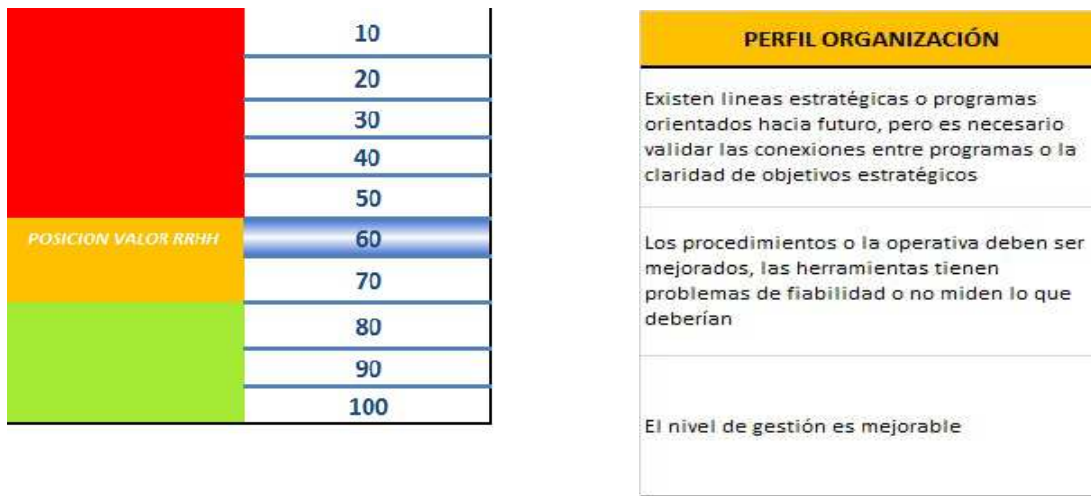 10
20
30
40
50
POSICION VALOR RRHH
60
70
80
90
100
PERFIL ORGANIZACIÓN
Existen lineas estratégicas o programas
orientados hacia futuro, pero es necesario
validar las conexiones entre programas o la
claridad de objetivos estratégicos
Los procedimientos o la operativa deben ser
mejorados, las herramientas tienen
problemas de fiabilidad o no miden lo que
deberían
El nivel de gestión es mejorable